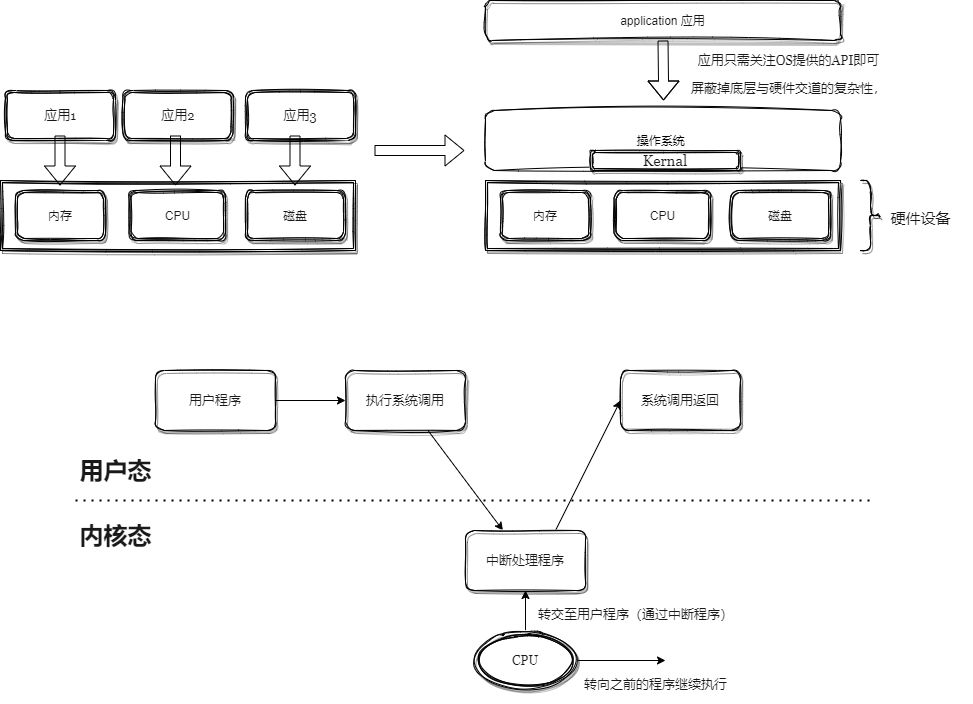 application 应用
应用只需关注OS提供的API即可
屏蔽掉底层与硬件交道的复杂性，
应用1
应用2
应用3
操作系统
Kernal
内存
CPU
磁盘
内存
CPU
磁盘
硬件设备
用户程序
执行系统调用
系统调用返回
用户态
内核态
中断处理程序
转交至用户程序（通过中断程序）
CPU
转向之前的程序继续执行